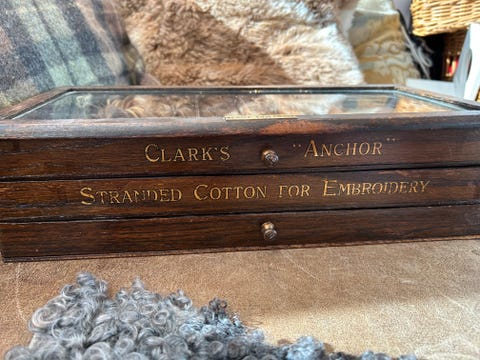 CLARK'S "ANCHOR"
STRANDED COTTON FOR EMBROIDERY